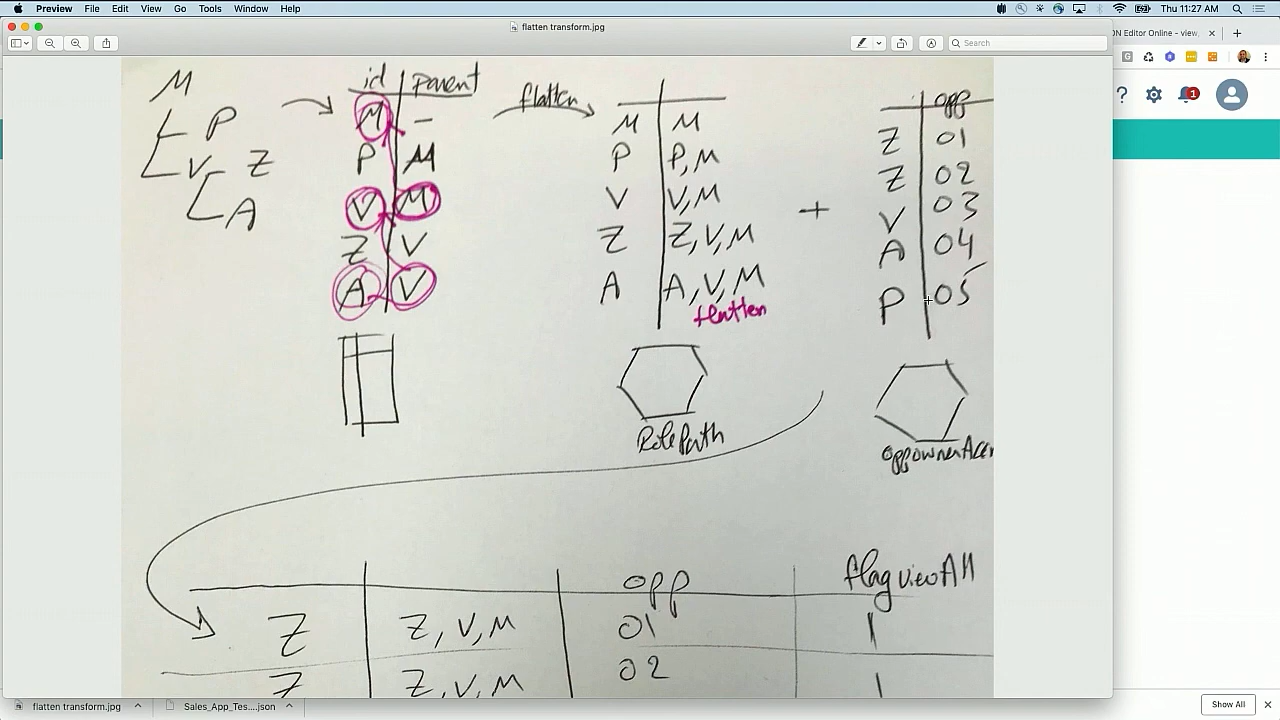 Preview File Edit View Go Tools Window Help Thu 11:27 AM
flatten transform.jpg
ON Editor Online - view
Search
1
M
P
V Z
A
id parent
M -
P M
V M
Z V
A V
flatten
M M
P P,M
V V,M
Z Z,V,M
A A,V,M
flatten
+
opp
Z 01
Z 02
V 03
A 04
P 05
RolePath
opp flagviewAll
Z Z,V,M 01 1
Z Z,V,M 02 1
flatten transform.jpg Sales_App_Tes....json Show All